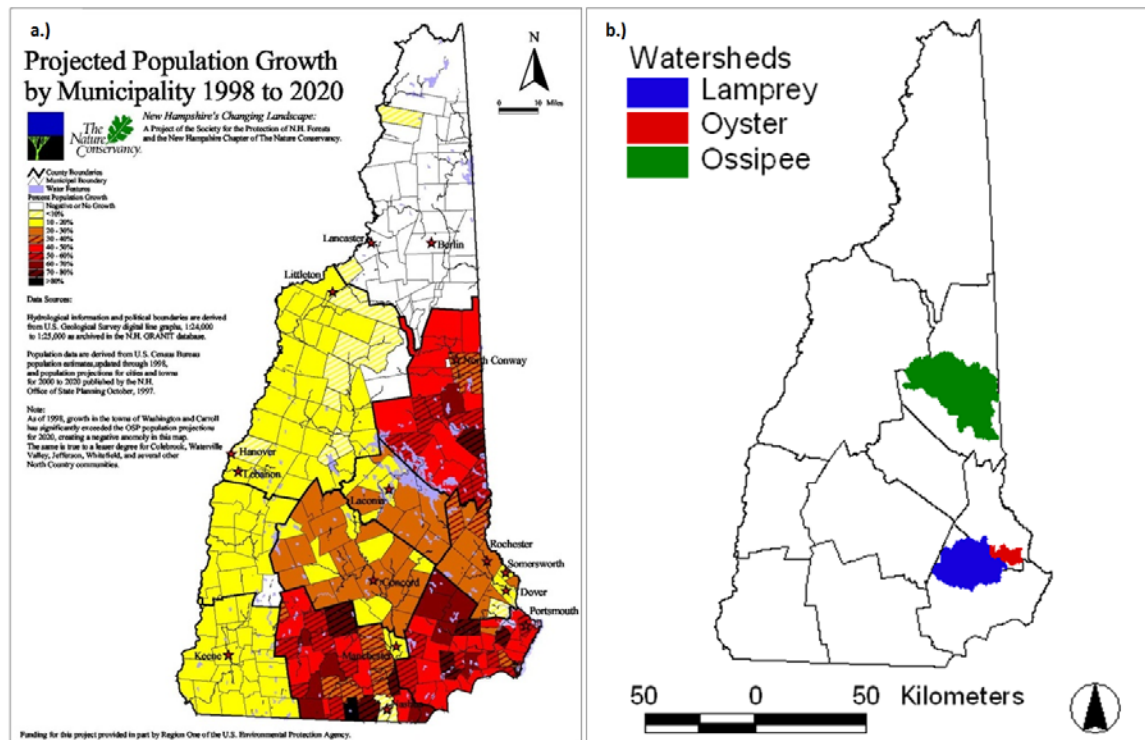 a.)
Projected Population Growth
by Municipality 1998 to 2020
The
Nature
Conservancy
New Hampshire's Changing Landscape:
A Project of the Society for the Protection of N.H. Forests
and the New Hampshire Chapter of The Nature Conservancy.
N
10 Miles
County Boundaries
Municipal Boundary
Water Features
Percent Population Growth
Negative or No Growth
<10%
10 - 20%
20 - 30%
30 - 40%
40 - 50%
50 - 60%
60 - 70%
70 - 80%
>80%
Data Sources:
Hydrological information and political boundaries are derived
from U.S. Geological Survey digital line graphs, 1:24,000
to 1:25,000 as archived in the N.H. GRANIT database.
Population data are derived from U.S. Census Bureau
population estimates, updated through 1998,
and population projections for cities and towns
for 2000 to 2020 published by the N.H.
Office of State Planning October, 1997.
Note:
As of 1998, growth in the towns of Washington and Carroll
has significantly exceeded the OSP population projections
for 2020, creating a negative anomaly in this map.
The same is true to a lesser degree for Colebrook, Waterville
Valley, Jefferson, Whitefield, and several other
North Country communities.
Lancaster
Berlin
Littleton
North Conway
Hanover
Lebanon
Laconia
Rochester
Somersworth
Concord
Dover
Portsmouth
Keene
Manchester
Nashua
Funding for this project provided in part by Region One of the U.S. Environmental Protection Agency.
b.)
Watersheds
Lamprey
Oyster
Ossipee
50 0 50 Kilometers